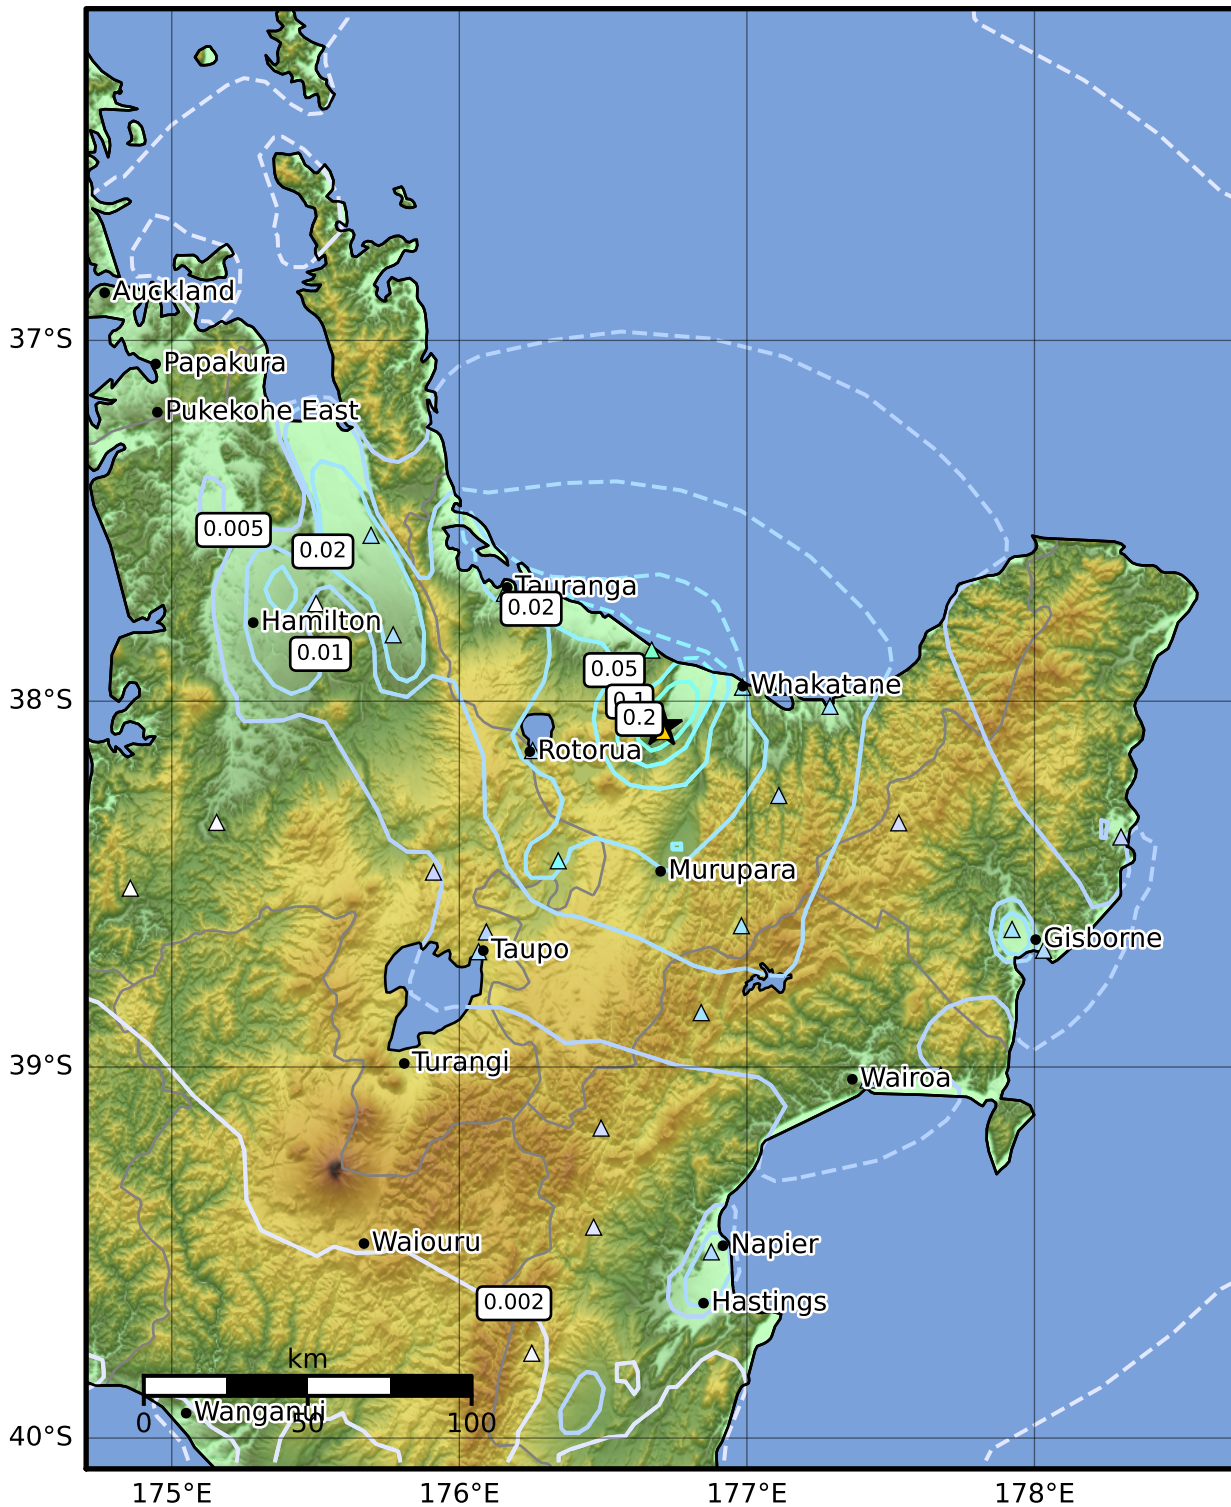 Auckland
37°S
Papakura
Pukekohe East
0.005
0.02
Tauranga
0.02
Hamilton
0.01
0.05
Whakatane
38°S
0.1
0.2
Rotorua
Murupara
Gisborne
Taupo
Turangi
39°S
Wairoa
Waiouru
Napier
0.002
Hastings
km
Wanganui
0 50 100
40°S
175°E 176°E 177°E 178°E